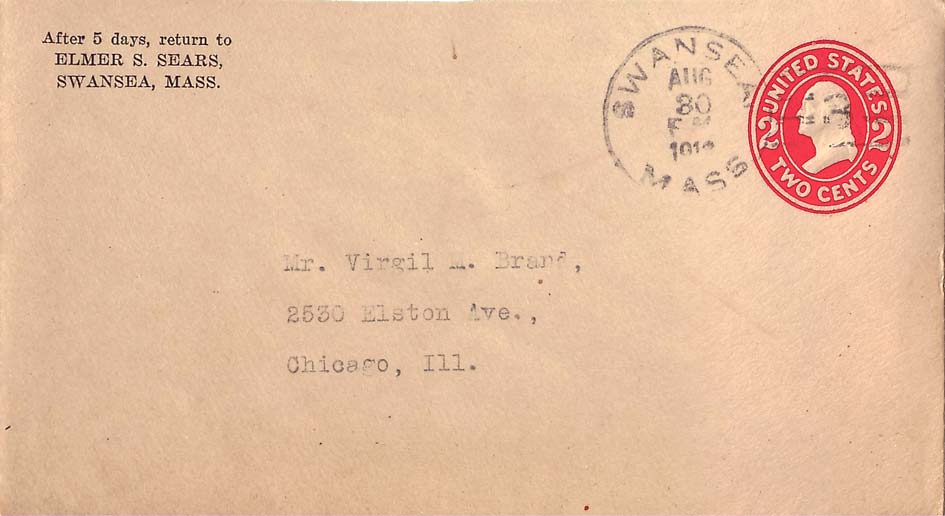 After 5 days, return to
ELMER S. SEARS,
SWANSEA, MASS.
SWANSEA
AUG
30
MASS
UNITED STATES
2 2
TWO CENTS
Mr. Virgil M. Brand,
2530 Elston Ave.,
Chicago, Ill.